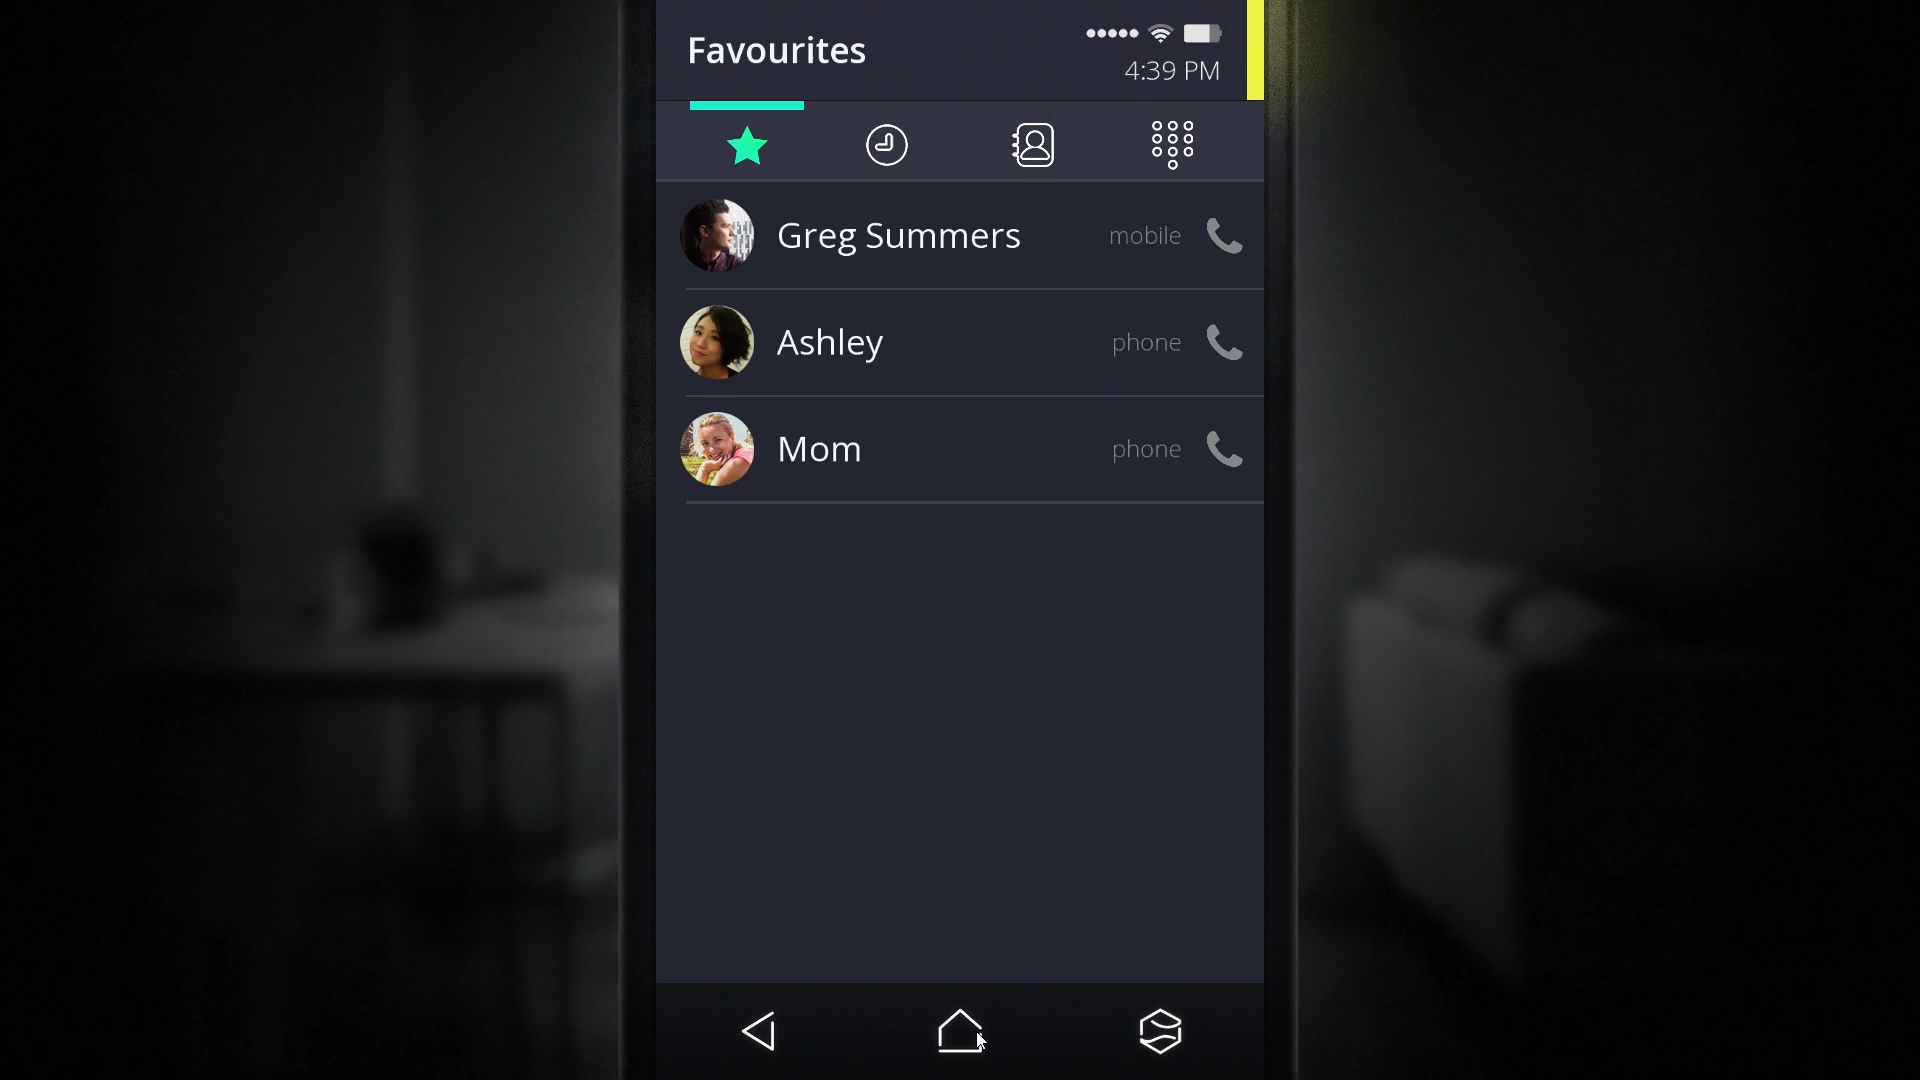 Favourites
4:39 PM
Greg Summers mobile
Ashley phone
Mom phone